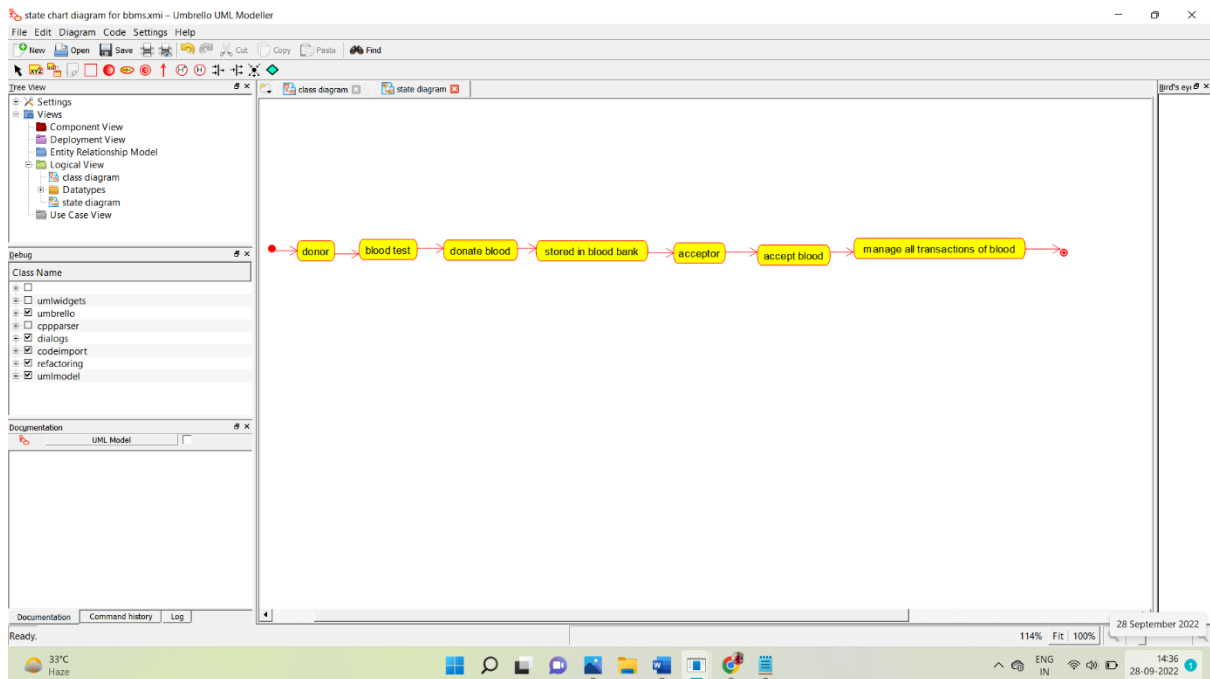 state chart diagram for bbms.xmi – Umbrello UML Modeller
File Edit Diagram Code Settings Help
New Open Save Cut Copy Paste Find
XYZ
Tree View
class diagram state diagram
Bird's eye
Settings
Views
Component View
Deployment View
Entity Relationship Model
Logical View
class diagram
Datatypes
state diagram
Use Case View
Debug
Class Name
umlwidgets
umbrello
cppparser
dialogs
codeimport
refactoring
umlmodel
donor
blood test
donate blood
stored in blood bank
acceptor
accept blood
manage all transactions of blood
Documentation
UML Model
Documentation Command history Log
Ready.
114% Fit 100%
28 September 2022
33°C
Haze
ENG
IN
14:36
28-09-2022
1